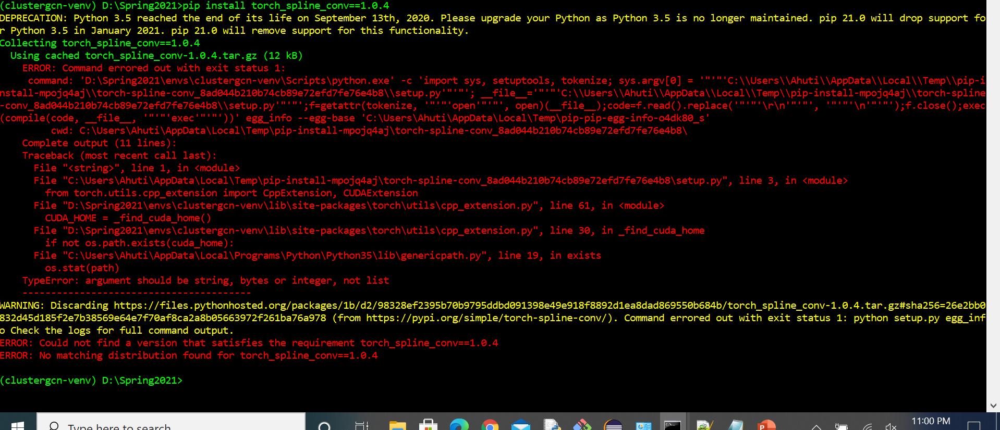 (clustergcn-venv) D:\Spring2021>pip install torch_spline_conv==1.0.4
DEPRECATION: Python 3.5 reached the end of its life on September 13th, 2020. Please upgrade your Python as Python 3.5 is no longer maintained. pip 21.0 will drop support fo
r Python 3.5 in January 2021. pip 21.0 will remove support for this functionality.
Collecting torch_spline_conv==1.0.4
  Using cached torch_spline_conv-1.0.4.tar.gz (12 kB)
    ERROR: Command errored out with exit status 1:
     command: 'D:\Spring2021\envs\clustergcn-venv\Scripts\python.exe' -c 'import sys, setuptools, tokenize; sys.argv[0] = '"'"'C:\\Users\\Ahuti\\AppData\\Local\\Temp\\pip-i
nstall-mpojq4aj\\torch-spline-conv_8ad044b210b74cb89e72efd7fe76e4b8\\setup.py'"'"'; __file__='"'"'C:\\Users\\Ahuti\\AppData\\Local\\Temp\\pip-install-mpojq4aj\\torch-spline
-conv_8ad044b210b74cb89e72efd7fe76e4b8\\setup.py'"'"';f=getattr(tokenize, '"'"'open'"'"', open)(__file__);code=f.read().replace('"'"'\r\n'"'"', '"'"'\n'"'"');f.close();exec
(compile(code, __file__, '"'"'exec'"'"'))' egg_info --egg-base 'C:\Users\Ahuti\AppData\Local\Temp\pip-pip-egg-info-o4dk80_s'
         cwd: C:\Users\Ahuti\AppData\Local\Temp\pip-install-mpojq4aj\torch-spline-conv_8ad044b210b74cb89e72efd7fe76e4b8\
    Complete output (11 lines):
    Traceback (most recent call last):
      File "<string>", line 1, in <module>
      File "C:\Users\Ahuti\AppData\Local\Temp\pip-install-mpojq4aj\torch-spline-conv_8ad044b210b74cb89e72efd7fe76e4b8\setup.py", line 3, in <module>
        from torch.utils.cpp_extension import CppExtension, CUDAExtension
      File "D:\Spring2021\envs\clustergcn-venv\lib\site-packages\torch\utils\cpp_extension.py", line 61, in <module>
        CUDA_HOME = _find_cuda_home()
      File "D:\Spring2021\envs\clustergcn-venv\lib\site-packages\torch\utils\cpp_extension.py", line 30, in _find_cuda_home
        if not os.path.exists(cuda_home):
      File "C:\Users\Ahuti\AppData\Local\Programs\Python\Python35\lib\genericpath.py", line 19, in exists
        os.stat(path)
    TypeError: argument should be string, bytes or integer, not list
    ----------------------------------------
WARNING: Discarding https://files.pythonhosted.org/packages/1b/d2/98328ef2395b70b9795ddbd091398e49e918f8892d1ea8dad869550b684b/torch_spline_conv-1.0.4.tar.gz#sha256=26e2bb0
832d45d185f2e7b38569e64e7f70af8ca2a8b05663972f261ba76a978 (from https://pypi.org/simple/torch-spline-conv/). Command errored out with exit status 1: python setup.py egg_inf
o Check the logs for full command output.
ERROR: Could not find a version that satisfies the requirement torch_spline_conv==1.0.4
ERROR: No matching distribution found for torch_spline_conv==1.0.4
(clustergcn-venv) D:\Spring2021>
Type here to search
11:00 PM